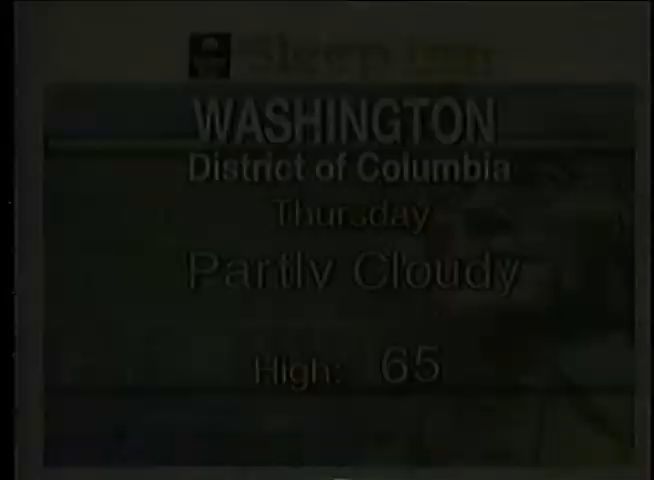 Sleep Inn
WASHINGTON
District of Columbia
Thursday
Partly Cloudy
High: 65